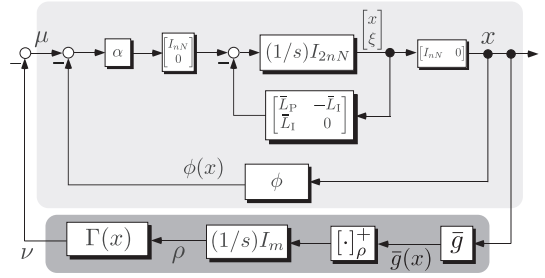 μ
α
[I_{nN} 0]
(1/s)I_{2nN}
[x ξ]
[I_{nN} 0]
x
[L̄_P −L̄_I
L̄_I 0]
φ(x)
ϕ
ν
Γ(x)
ρ
(1/s)I_m
[·]_ρ^+
ḡ(x)
ḡ